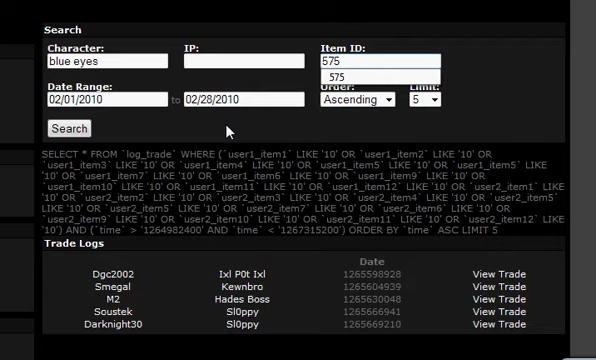 Search
Character: IP: Item ID:
blue eyes 575
575
Date Range: Order: Limit:
02/01/2010 to 02/28/2010 Ascending 5
Search
SELECT * FROM `log_trade` WHERE (`user1_item1` LIKE '10' OR `user1_item2` LIKE '10' OR
`user1_item3` LIKE '10' OR `user1_item4` LIKE '10' OR `user1_item5` LIKE '10' OR `user1_item5` LIKE
'10' OR `user1_item7` LIKE '10' OR `user1_item6` LIKE '10' OR `user1_item9` LIKE '10' OR
`user1_item10` LIKE '10' OR `user1_item11` LIKE '10' OR `user1_item12` LIKE '10' OR `user2_item1` LIKE
'10' OR `user2_item2` LIKE '10' OR `user2_item3` LIKE '10' OR `user2_item4` LIKE '10' OR `user2_item5`
LIKE '10' OR `user2_item5` LIKE '10' OR `user2_item7` LIKE '10' OR `user2_item6` LIKE '10' OR
`user2_item9` LIKE '10' OR `user2_item10` LIKE '10' OR `user2_item11` LIKE '10' OR `user2_item12` LIKE
'10') AND (`time` > '1264982400' AND `time` < '1267315200') ORDER BY `time` ASC LIMIT 5
Trade Logs
Date
Dgc2002 Ixl P0t Ixl 1265598928 View Trade
Smegal Kewnbro 1265604939 View Trade
M2 Hades Boss 1265630048 View Trade
Soustek Sl0ppy 1265666941 View Trade
Darknight30 Sl0ppy 1265669210 View Trade